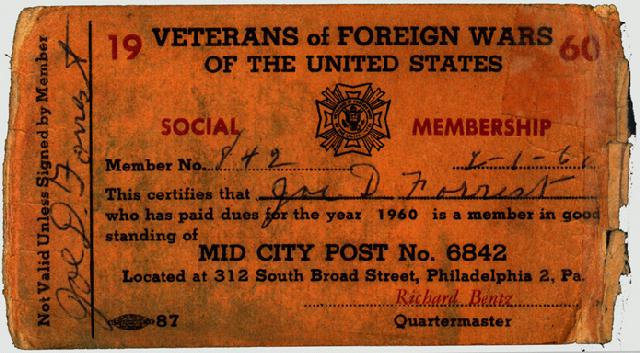 19 VETERANS of FOREIGN WARS 60
OF THE UNITED STATES
SOCIAL MEMBERSHIP
Member No. 842
This certifies that Joe D Forrest
who has paid dues for the year 1960 is a member in good
standing of
MID CITY POST No. 6842
Located at 312 South Broad Street, Philadelphia 2, Pa.
Richard Bentz
87 Quartermaster
Not Valid Unless Signed by Member
Joe D. Forrest